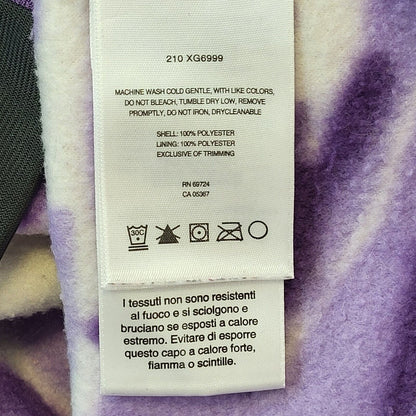 210 XG6999
MACHINE WASH COLD GENTLE, WITH LIKE COLORS,
DO NOT BLEACH, TUMBLE DRY LOW, REMOVE
PROMPTLY, DO NOT IRON, DRYCLEANABLE
SHELL: 100% POLYESTER
LINING: 100% POLYESTER
EXCLUSIVE OF TRIMMING
RN 69724
CA 05367
30C
I tessuti non sono resistenti
al fuoco e si sciolgono e
bruciano se esposti a calore
estremo. Evitare di esporre
questo capo a calore forte,
fiamma o scintille.